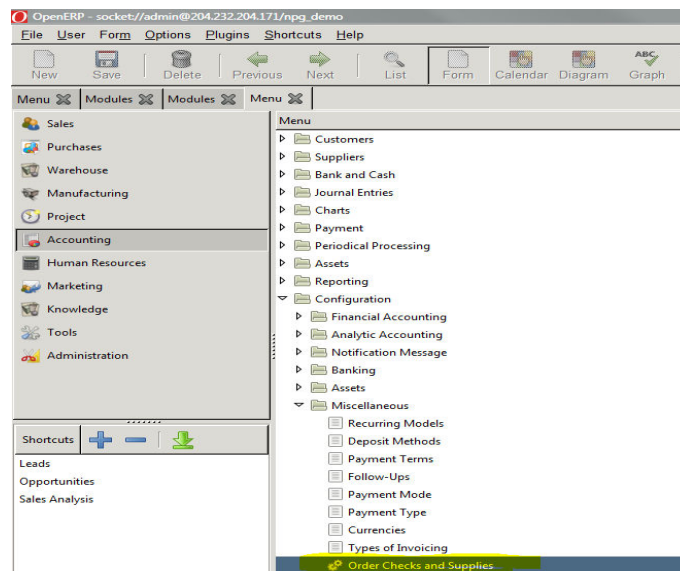 OpenERP - socket://admin@204.232.204.171/npg_demo
File User Form Options Plugins Shortcuts Help
New Save Delete Previous Next List Form Calendar Diagram Graph
ABC
Menu Modules Modules Menu
Sales
Purchases
Warehouse
Manufacturing
Project
Accounting
Human Resources
Marketing
Knowledge
Tools
Administration
Shortcuts
Leads
Opportunities
Sales Analysis
Menu
Customers
Suppliers
Bank and Cash
Journal Entries
Charts
Payment
Periodical Processing
Assets
Reporting
Configuration
Financial Accounting
Analytic Accounting
Notification Message
Banking
Assets
Miscellaneous
Recurring Models
Deposit Methods
Payment Terms
Follow-Ups
Payment Mode
Payment Type
Currencies
Types of Invoicing
Order Checks and Supplies